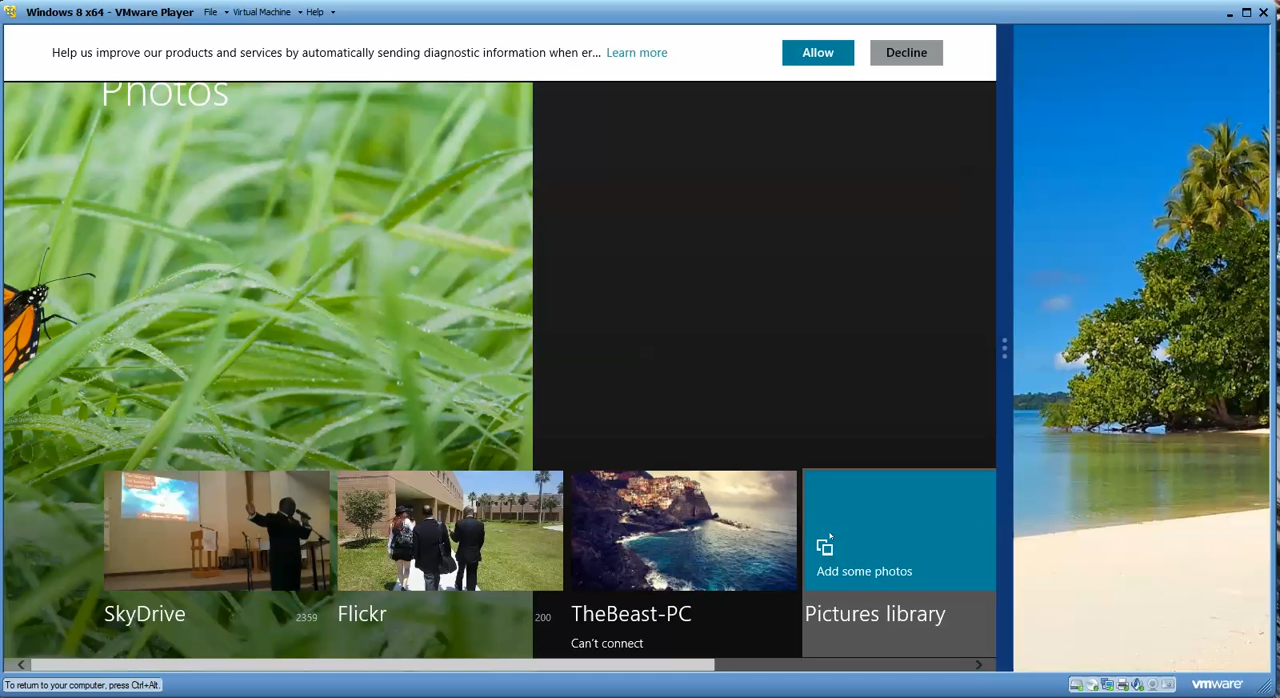 Windows 8 x64 - VMware Player File Virtual Machine Help
Help us improve our products and services by automatically sending diagnostic information when er... Learn more
Allow
Decline
Photos
Add some photos
SkyDrive 2359
Flickr 200
TheBeast-PC
Can't connect
Pictures library
To return to your computer, press Ctrl+Alt.
vmware